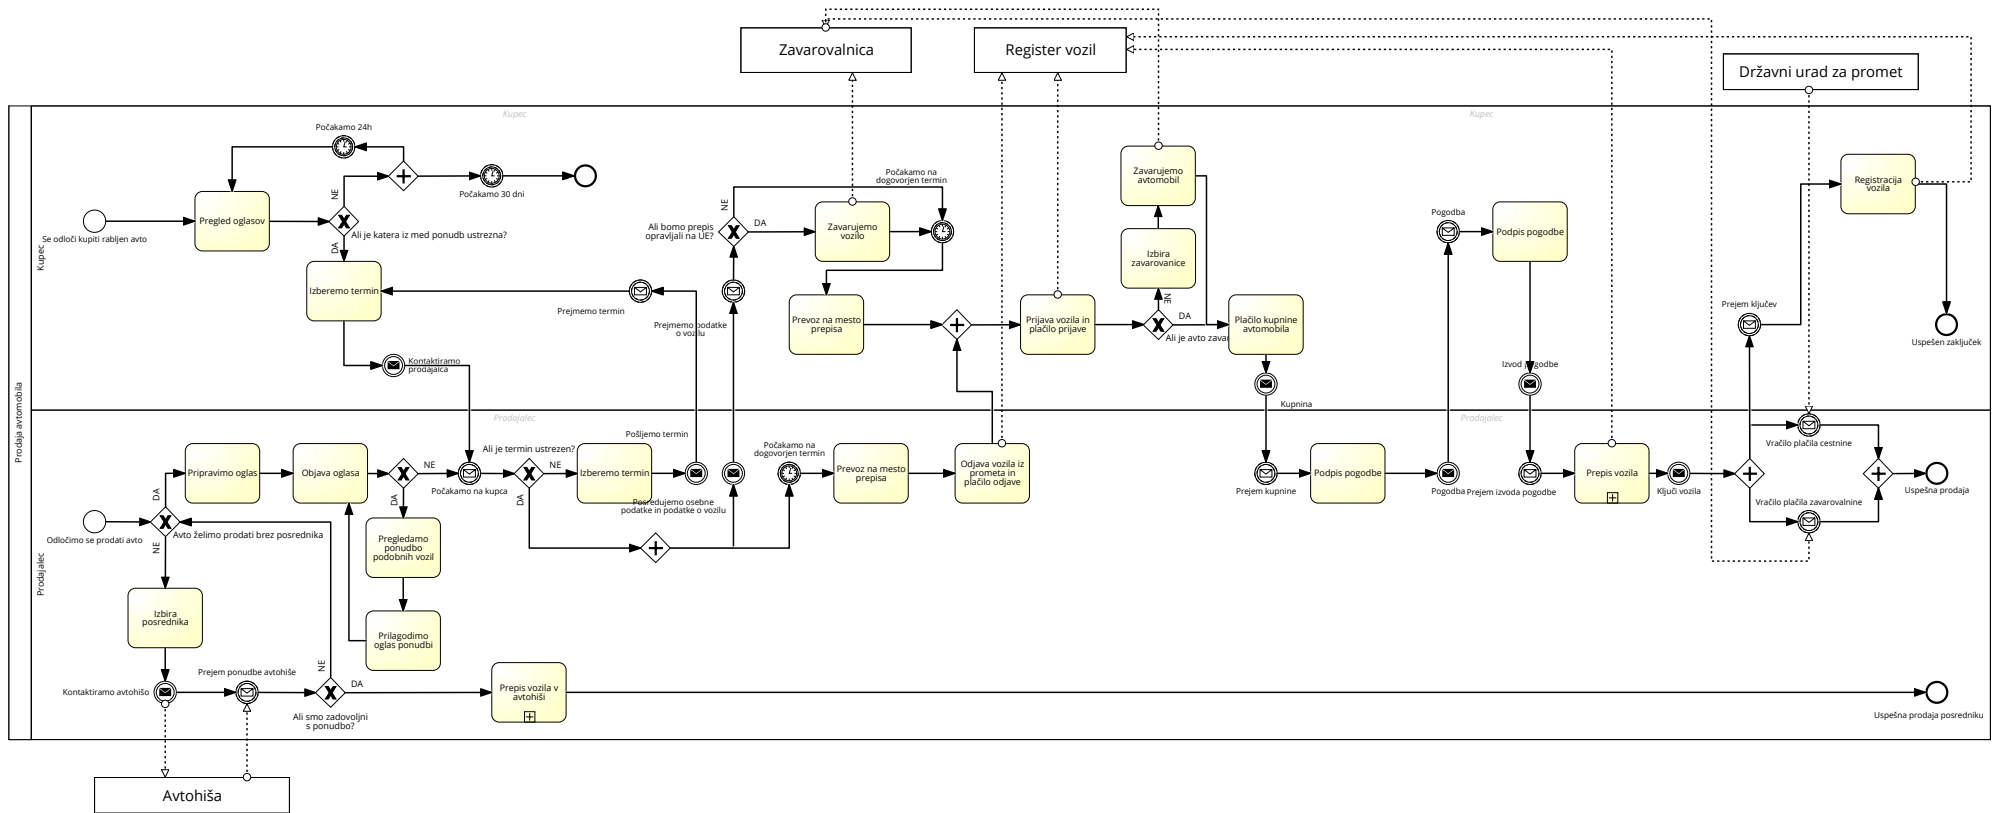 Zavarovalnica
Register vozil
Državni urad za promet
Prodaja avtomobila
Kupec
Kupec
Kupec
Počakamo 24h
Počakamo 30 dni
Se odloči kupiti rabljen avto
Pregled oglasov
NE
Ali je katera iz med ponudb ustrezna?
DA
Izberemo termin
Kontaktiramo
prodajalca
Prejmemo termin
Prejmemo podatke
o vozilu
Ali bomo prepis
opravljali na UE?
NE
DA
Zavarujemo
vozilo
Počakamo na
dogovorjen termin
Prevoz na mesto
prepisa
Prijava vozila in
plačilo prijave
Zavarujemo
avtomobil
Izbira
zavarovanice
NE
DA
Ali je avto zavar
Plačilo kupnine
avtomobila
Kupnina
Pogodba
Podpis pogodbe
Izvod pogodbe
Prejem ključev
Registracija
vozila
Uspešen zaključek
Prodajalec
Prodajalec
Prodajalec
Odločimo se prodati avto
DA
NE
Avto želimo prodati brez posrednika
Pripravimo oglas
Objava oglasa
NE
DA
Počakamo na kupca
Pregledamo
ponudbo
podobnih vozil
Prilagodimo
oglas ponudbi
Ali je termin ustrezen?
NE
DA
Izberemo termin
Pošljemo termin
Posredujemo osebne
podatke in podatke o vozilu
Počakamo na
dogovorjen termin
Prevoz na mesto
prepisa
Odjava vozila iz
prometa in
plačilo odjave
Prejem kupnine
Podpis pogodbe
Pogodba
Prejem izvoda pogodbe
Prepis vozila
Ključi vozila
Vračilo plačila cestnine
Vračilo plačila zavarovalnine
Uspešna prodaja
Izbira
posrednika
Kontaktiramo avtohišo
Prejem ponudbe avtohiše
NE
DA
Ali smo zadovoljni
s ponudbo?
Prepis vozila v
avtohiši
Uspešna prodaja posredniku
Avtohiša